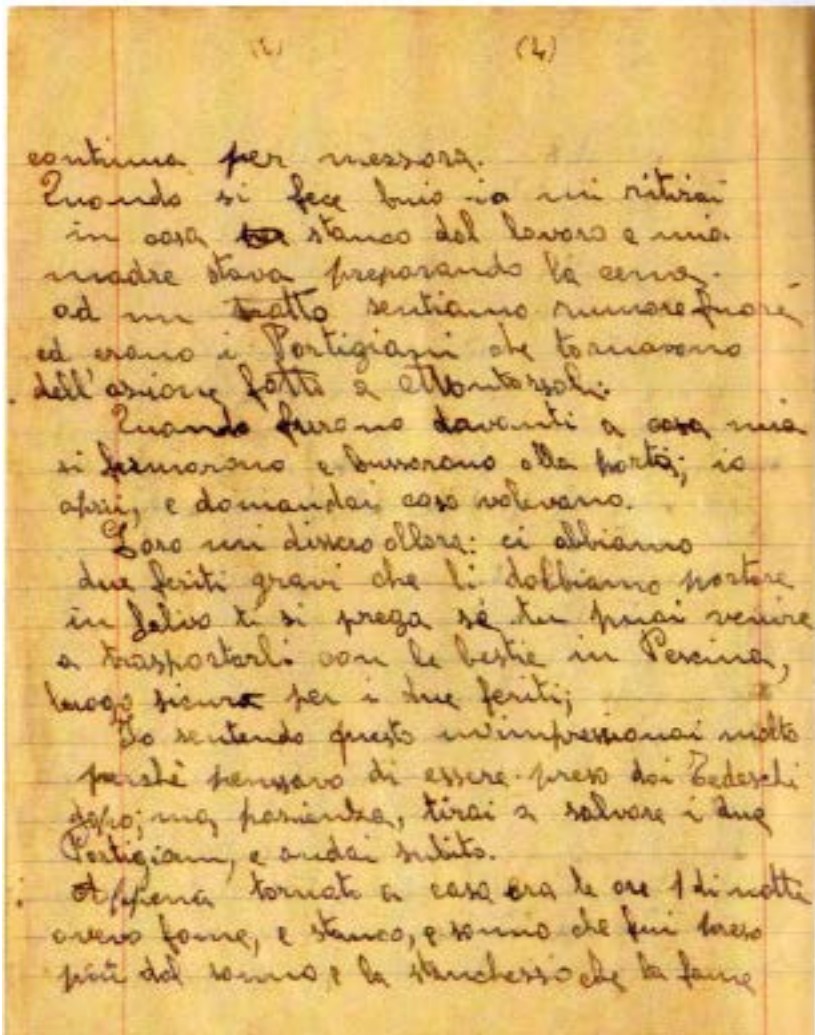 (4)
continua per messora.
Quando si fece buio io mi ritirai
in casa stanco dal lavoro e mia
madre stava preparando la cena.
ad un tratto sentiamo rumore fuori
ed erano i Partigiani che tornavano
dell'azione fatta a Montorsoli:
Quando furono davanti a casa mia
si fermarono e bussarono alla porta; io
aprii, e domandai cosa volevano.
Loro mi dissero allora: ci abbiamo
due feriti gravi che li dobbiamo portare
in salvo ti si prega se tu puoi venire
a trasportarli con le bestie in Pescina,
luogo sicuro per i due feriti;
Io sentendo questo m'impressionai molto
perchè pensavo di essere preso dai Tedeschi
dopo; ma pasienza, tirai a salvare i due
Partigiani, e andai subito.
Appena tornato a casa era le ore 1 di notte
avevo fame, e stanco, e sonno che fui preso
più dal sonno e la stanchessa che la fame